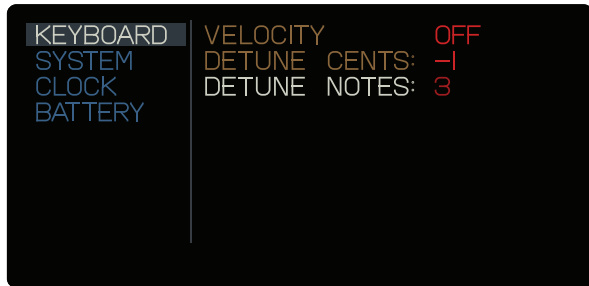 KEYBOARD VELOCITY OFF
SYSTEM DETUNE CENTS: -1
CLOCK DETUNE NOTES: 3
BATTERY